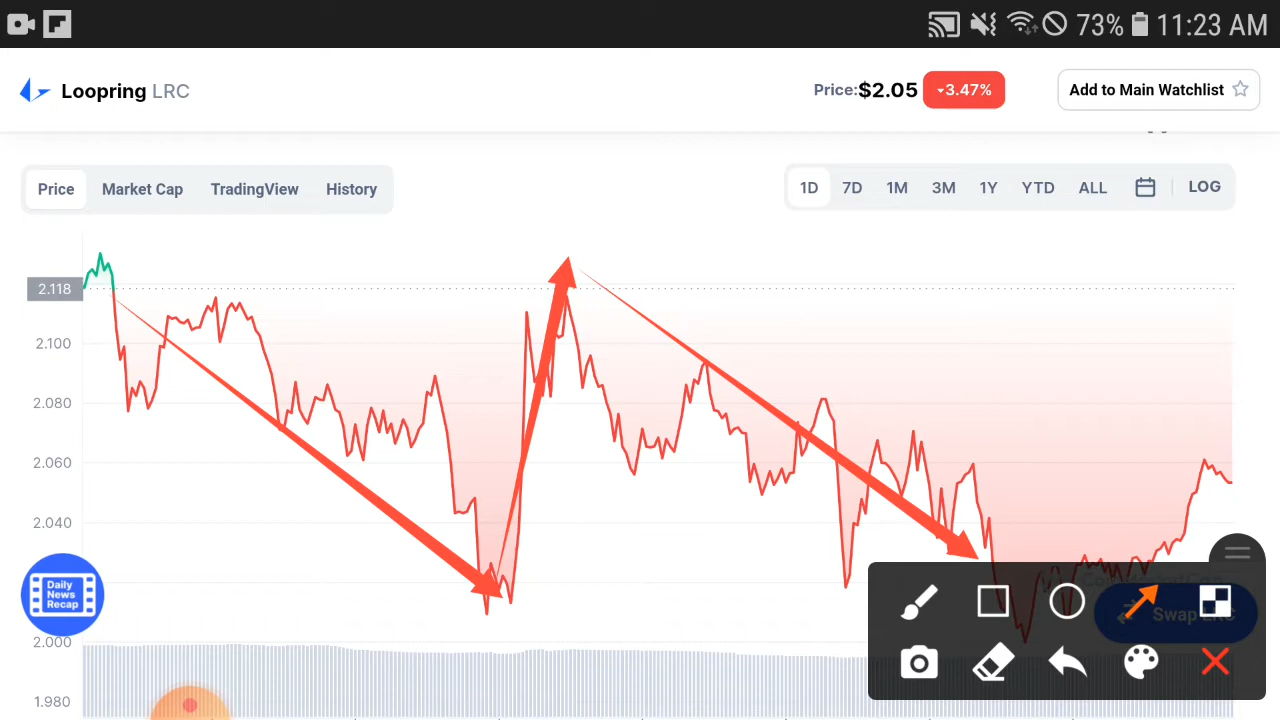 73% 11:23 AM
Loopring LRC
Price: $2.05 3.47%
Add to Main Watchlist
Price Market Cap TradingView History
1D 7D 1M 3M 1Y YTD ALL LOG
2.118
2.100
2.080
2.060
2.040
Daily
News
Recap
Swap LRC
2.000
1.980